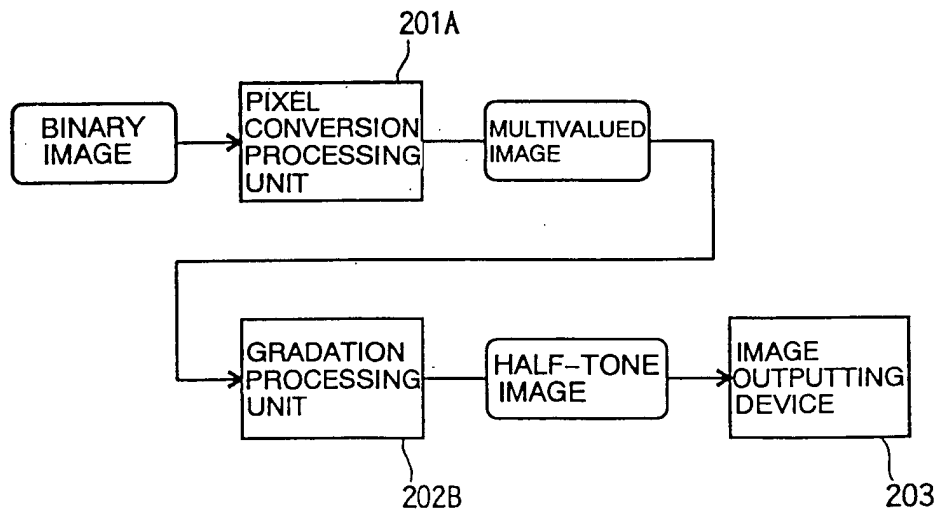 201A
BINARY
IMAGE
PIXEL
CONVERSION
PROCESSING
UNIT
MULTIVALUED
IMAGE
GRADATION
PROCESSING
UNIT
HALF-TONE
IMAGE
IMAGE
OUTPUTTING
DEVICE
202B
203